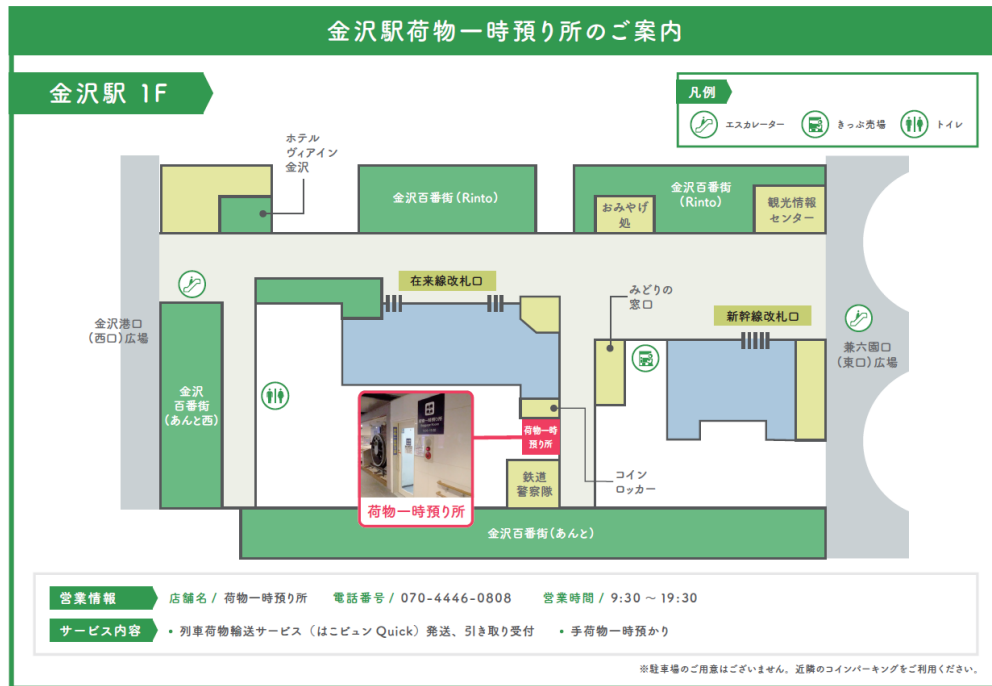 金沢駅荷物一時預り所のご案内
金沢駅 1F
凡例
エスカレーター
きっぷ売場
トイレ
ホテル
ヴィアイン
金沢
金沢百番街(Rinto)
金沢百番街
(Rinto)
おみやげ
処
観光情報
センター
在来線改札口
みどりの
窓口
新幹線改札口
金沢港口
(西口)広場
兼六園口
(東口)広場
金沢
百番街
(あんと西)
荷物一時
預り所
荷物一時預り所
鉄道
警察隊
コイン
ロッカー
荷物一時預り所
金沢百番街(あんと)
営業情報
店舗名 / 荷物一時預り所 電話番号 / 070-4446-0808 営業時間 / 9:30 ~ 19:30
サービス内容
・列車荷物輸送サービス(はこビュン Quick)発送、引き取り受付 ・手荷物一時預かり
※駐車場のご用意はございません。近隣のコインパーキングをご利用ください。